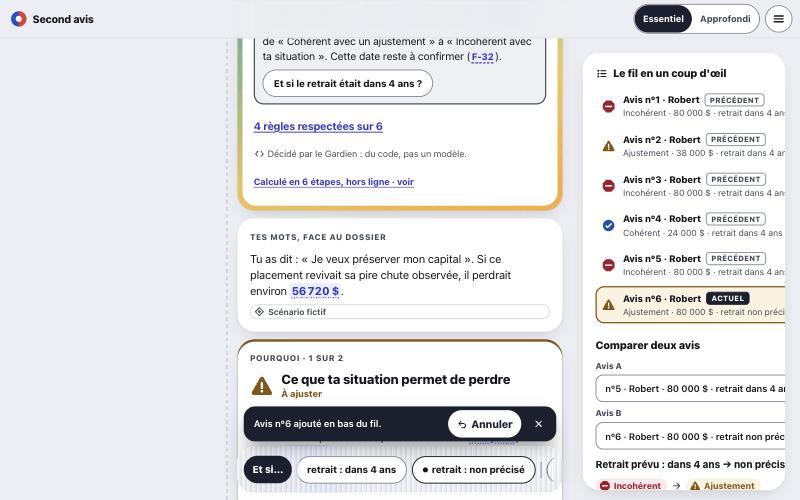 Second avis
Essentiel
Approfondi
de « Cohérent avec un ajustement » à « Incohérent avec
ta situation ». Cette date reste à confirmer (F-32).
Et si le retrait était dans 4 ans ?
4 règles respectées sur 6
Décidé par le Gardien : du code, pas un modèle.
Calculé en 6 étapes, hors ligne · voir
TES MOTS, FACE AU DOSSIER
Tu as dit : « Je veux préserver mon capital ». Si ce
placement revivait sa pire chute observée, il perdrait
environ 56 720 $.
Scénario fictif
POURQUOI · 1 SUR 2
Ce que ta situation permet de perdre
À ajuster
Avis nº6 ajouté en bas du fil.
Annuler
Et si...
retrait : dans 4 ans
retrait : non précisé
Le fil en un coup d'œil
Avis nº1 · Robert PRÉCÉDENT
Incohérent · 80 000 $ · retrait dans 4 ans
Avis nº2 · Robert PRÉCÉDENT
Ajustement · 38 000 $ · retrait dans 4 an
Avis nº3 · Robert PRÉCÉDENT
Incohérent · 80 000 $ · retrait dans 4 ans
Avis nº4 · Robert PRÉCÉDENT
Cohérent · 24 000 $ · retrait dans 4 ans
Avis nº5 · Robert PRÉCÉDENT
Incohérent · 80 000 $ · retrait dans 4 ans
Avis nº6 · Robert ACTUEL
Ajustement · 80 000 $ · retrait non préci
Comparer deux avis
Avis A
nº5 · Robert · 80 000 $ · retrait dans 4 an
Avis B
nº6 · Robert · 80 000 $ · retrait non préc
Retrait prévu : dans 4 ans → non précis
Incohérent → Ajustement